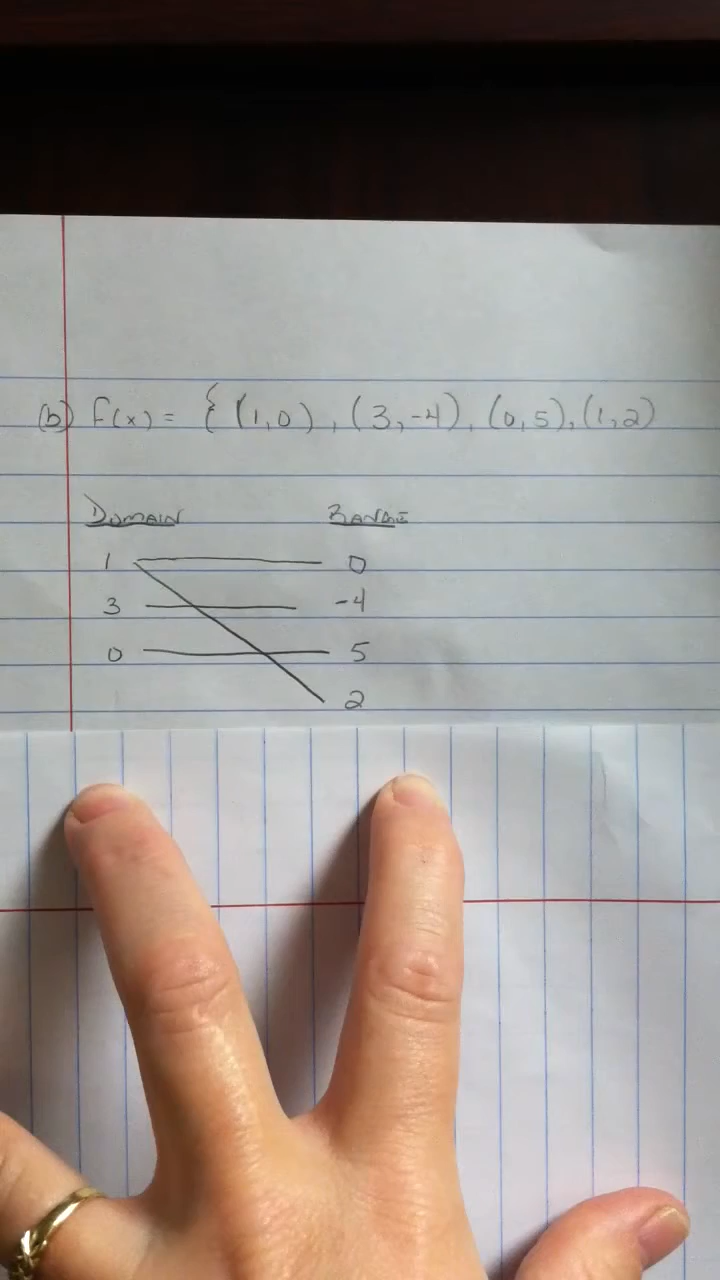 (b) f(x) = { (1,0) , (3,-4), (0,5), (1,2)
DOMAIN RANGE
1 0
3 -4
0 5
2